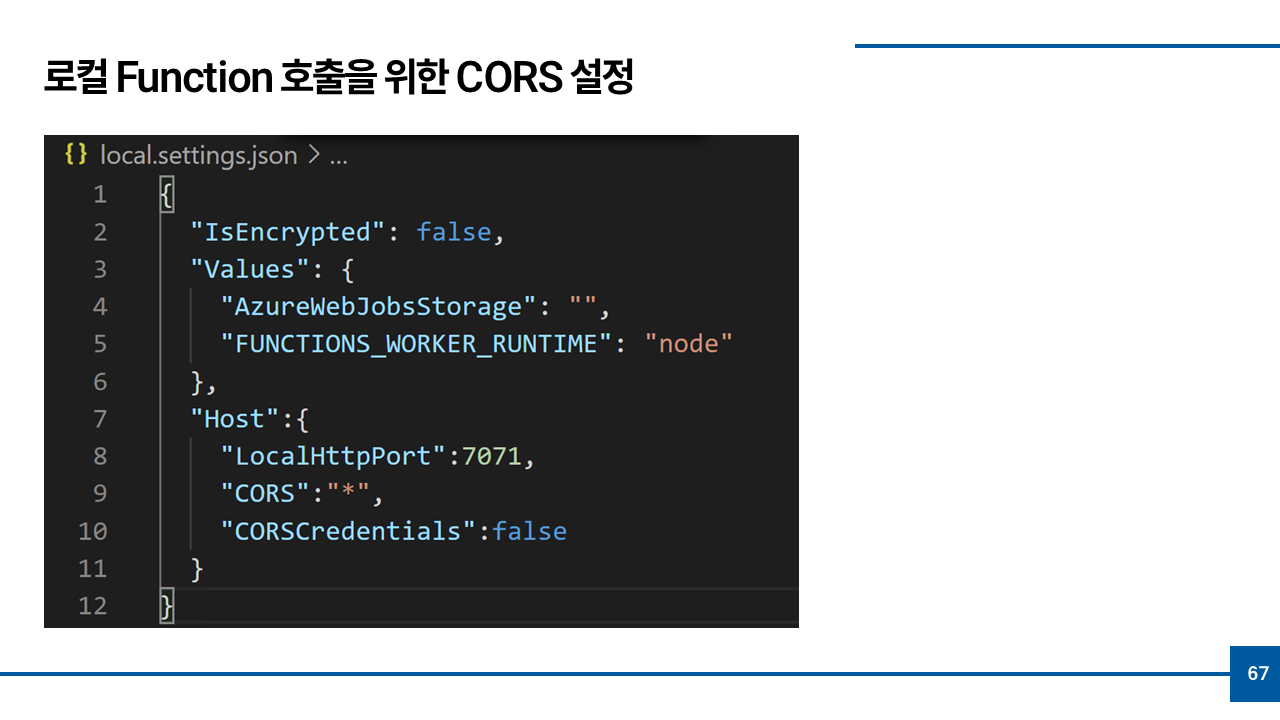 로컬 Function 호출을 위한 CORS 설정
{} local.settings.json > ...
1 {
2 "IsEncrypted": false,
3 "Values": {
4 "AzureWebJobsStorage": "",
5 "FUNCTIONS_WORKER_RUNTIME": "node"
6 },
7 "Host":{
8 "LocalHttpPort":7071,
9 "CORS":"*",
10 "CORSCredentials":false
11 }
12 }
67